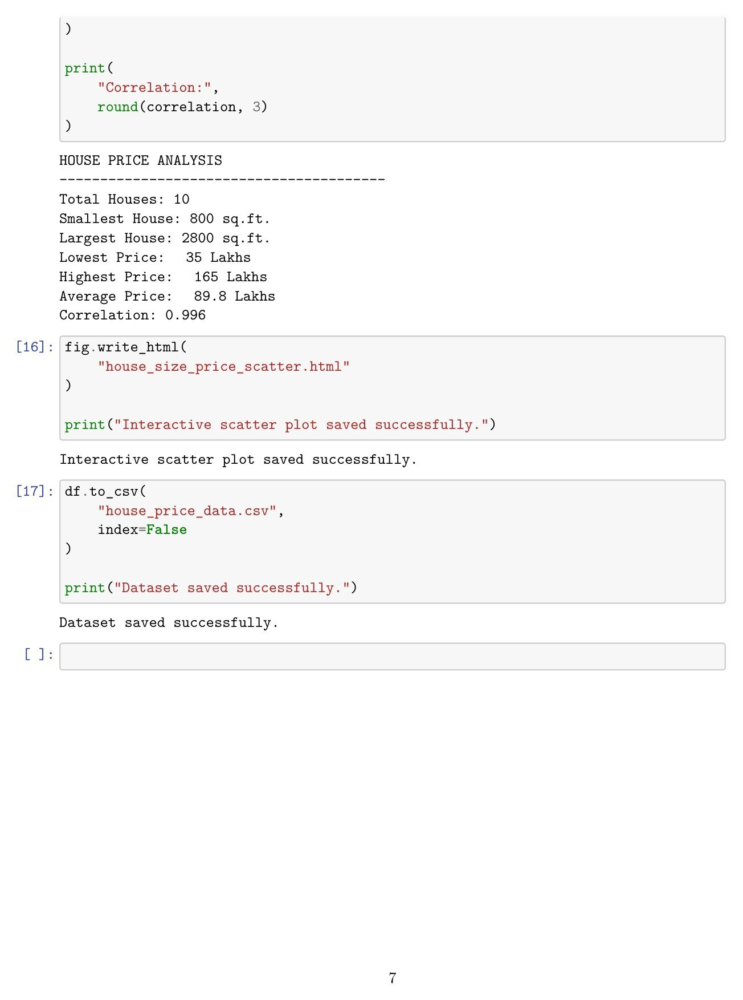 )
print(
    "Correlation:",
    round(correlation, 3)
)
HOUSE PRICE ANALYSIS
----------------------------------------
Total Houses: 10
Smallest House: 800 sq.ft.
Largest House: 2800 sq.ft.
Lowest Price:  35 Lakhs
Highest Price:  165 Lakhs
Average Price:  89.8 Lakhs
Correlation: 0.996
[16]: fig.write_html(
    "house_size_price_scatter.html"
)
print("Interactive scatter plot saved successfully.")
Interactive scatter plot saved successfully.
[17]: df.to_csv(
    "house_price_data.csv",
    index=False
)
print("Dataset saved successfully.")
Dataset saved successfully.
[ ]:
7